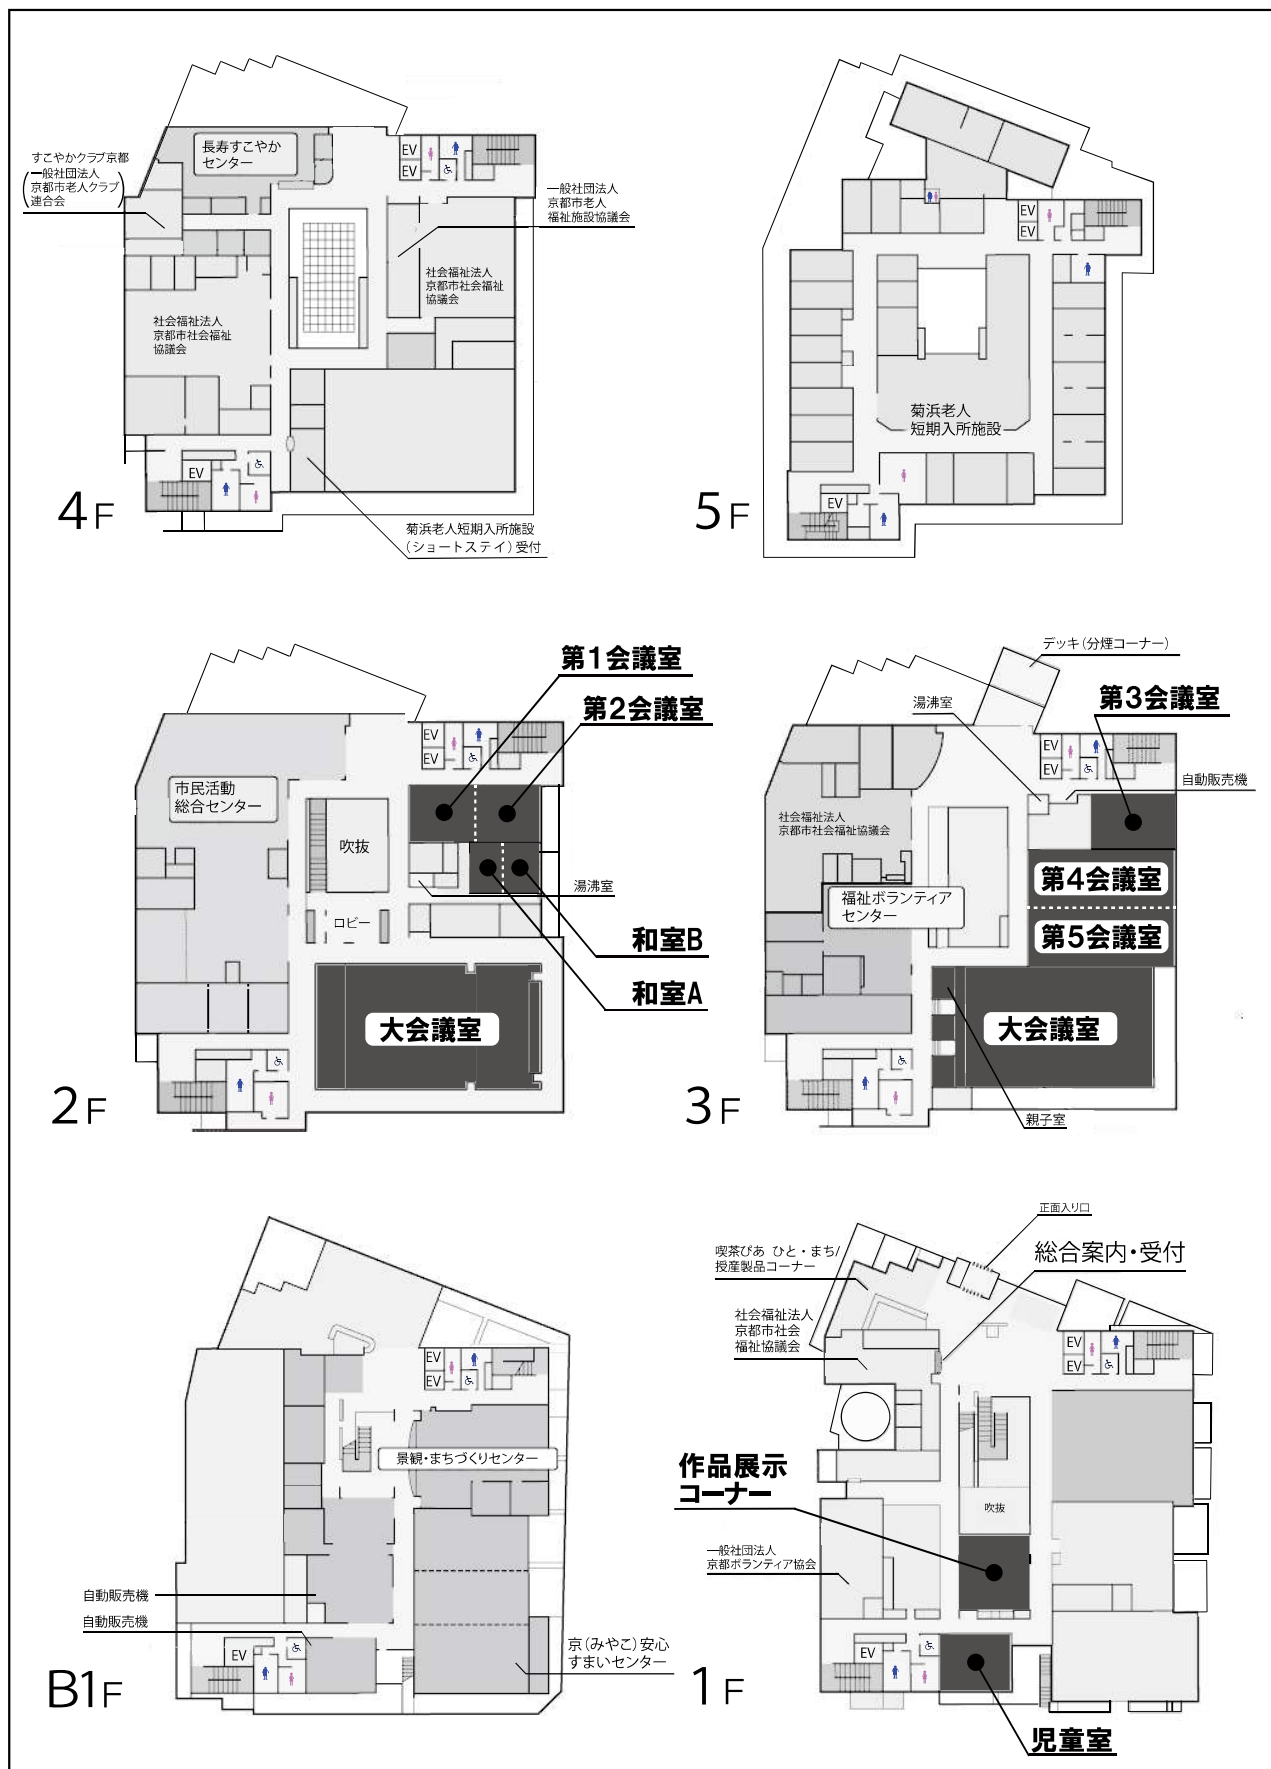 長寿すこやか
センター
すこやかクラブ京都
一般社団法人
京都市老人クラブ
連合会
EV
EV
一般社団法人
京都市老人
福祉施設協議会
社会福祉法人
京都市社会福祉
協議会
社会福祉法人
京都市社会福祉
協議会
EV
4F
菊浜老人短期入所施設
(ショートステイ)受付
EV
EV
菊浜老人
短期入所施設
EV
5F
第1会議室
第2会議室
EV
EV
市民活動
総合センター
吹抜
湯沸室
ロビー
和室B
和室A
大会議室
2F
デッキ(分煙コーナー)
湯沸室
第3会議室
EV
EV
自動販売機
社会福祉法人
京都市社会福祉協議会
第4会議室
福祉ボランティア
センター
第5会議室
大会議室
3F
親子室
EV
EV
景観・まちづくりセンター
自動販売機
自動販売機
EV
京(みやこ)安心
すまいセンター
B1F
正面入り口
喫茶ぴあ ひと・まち/
授産製品コーナー
総合案内・受付
社会福祉法人
京都市社会
福祉協議会
EV
EV
作品展示
コーナー
吹抜
一般社団法人
京都ボランティア協会
EV
1F
児童室